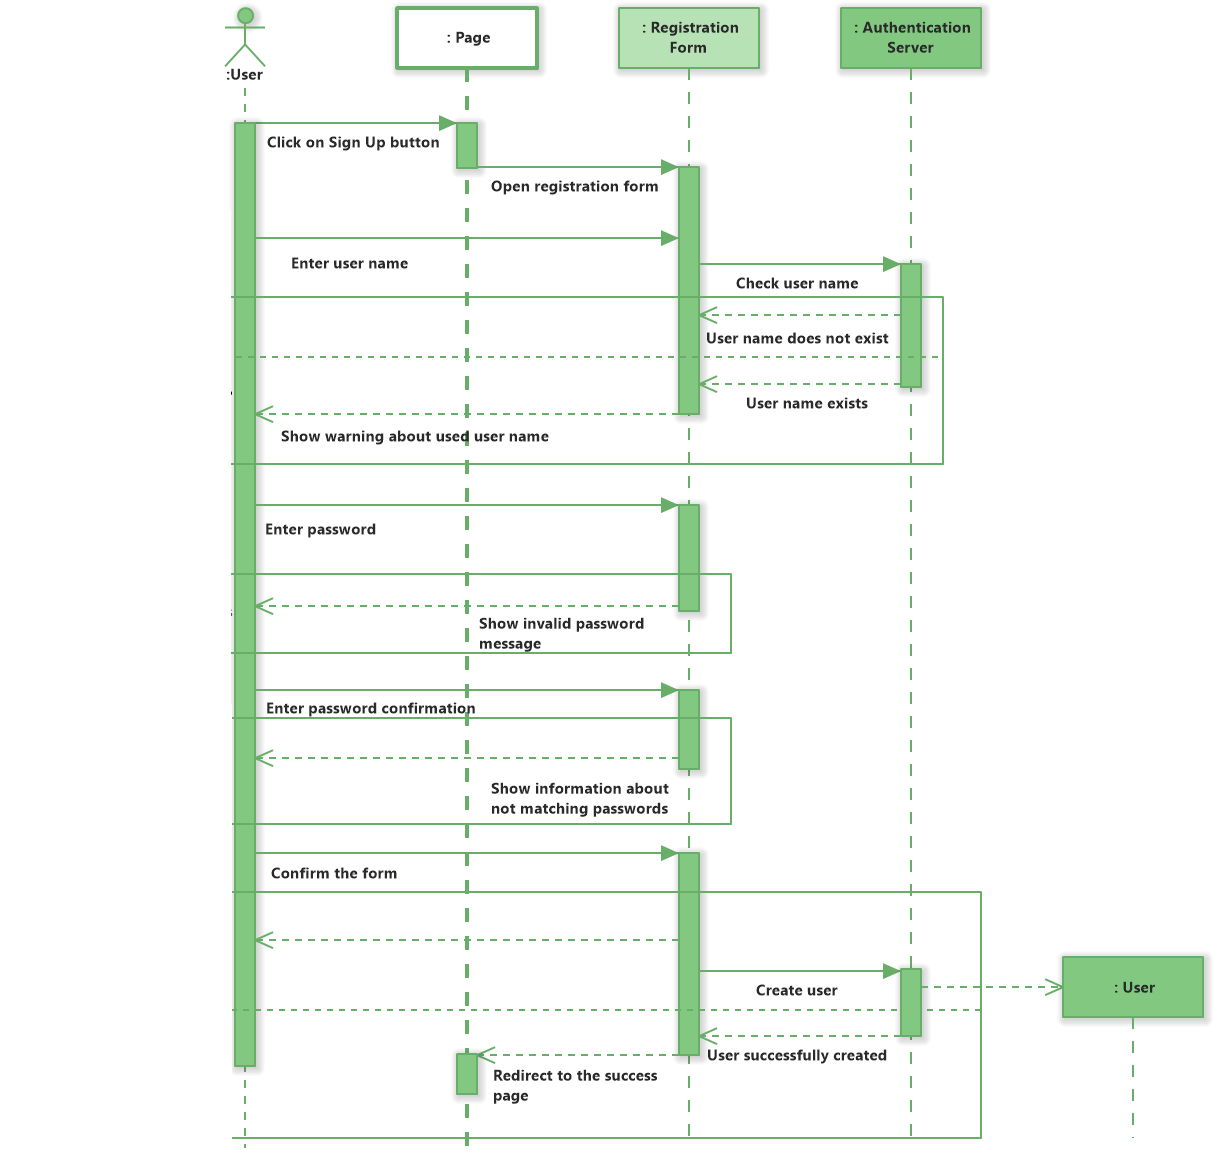 : Page
: Registration
Form
: Authentication
Server
:User
Click on Sign Up button
Open registration form
Enter user name
Check user name
User name does not exist
User name exists
Show warning about used user name
Enter password
Show invalid password
message
Enter password confirmation
Show information about
not matching passwords
Confirm the form
Create user
: User
User successfully created
Redirect to the success
page